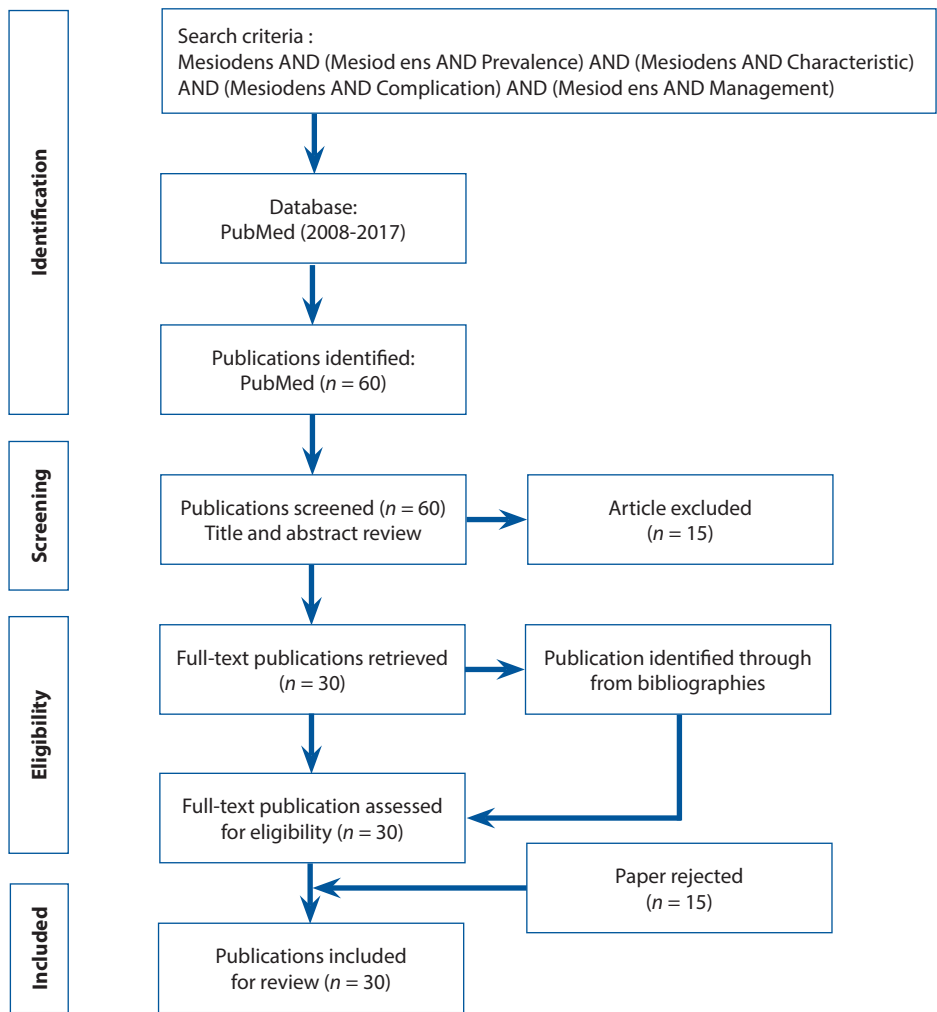 Identification
Search criteria :
Mesiodens AND (Mesiod ens AND Prevalence) AND (Mesiodens AND Characteristic)
AND (Mesiodens AND Complication) AND (Mesiod ens AND Management)
Database:
PubMed (2008-2017)
Publications identified:
PubMed (n = 60)
Screening
Publications screened (n = 60)
Title and abstract review
Article excluded
(n = 15)
Eligibility
Full-text publications retrieved
(n = 30)
Publication identified through
from bibliographies
Full-text publication assessed
for eligibility (n = 30)
Paper rejected
(n = 15)
Included
Publications included
for review (n = 30)